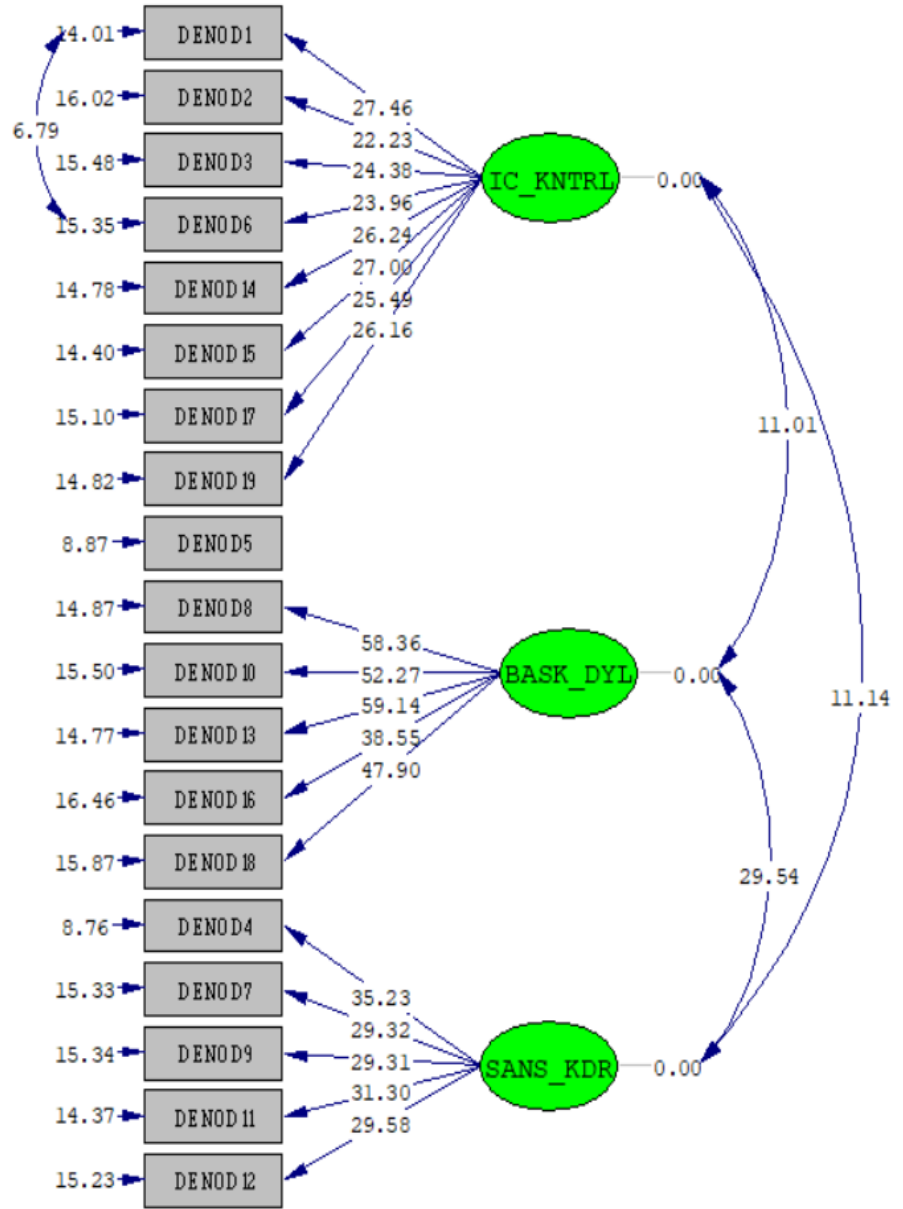 14.01 DENOD1
27.46
16.02 DENOD2
22.23
6.79
15.48 DENOD3
24.38
IC_KNTRL 0.00
15.35 DENOD6
23.96
26.24
14.78 DENOD14
27.00
25.49
14.40 DENOD15
26.16
15.10 DENOD17
11.01
14.82 DENOD19
8.87 DENOD5
14.87 DENOD8
58.36
15.50 DENOD10
52.27
BASK_DYL 0.00
59.14
11.14
14.77 DENOD13
38.55
16.46 DENOD16
47.90
15.87 DENOD18
29.54
8.76 DENOD4
35.23
15.33 DENOD7
29.32
15.34 DENOD9
29.31
SANS_KDR 0.00
31.30
14.37 DENOD11
29.58
15.23 DENOD12